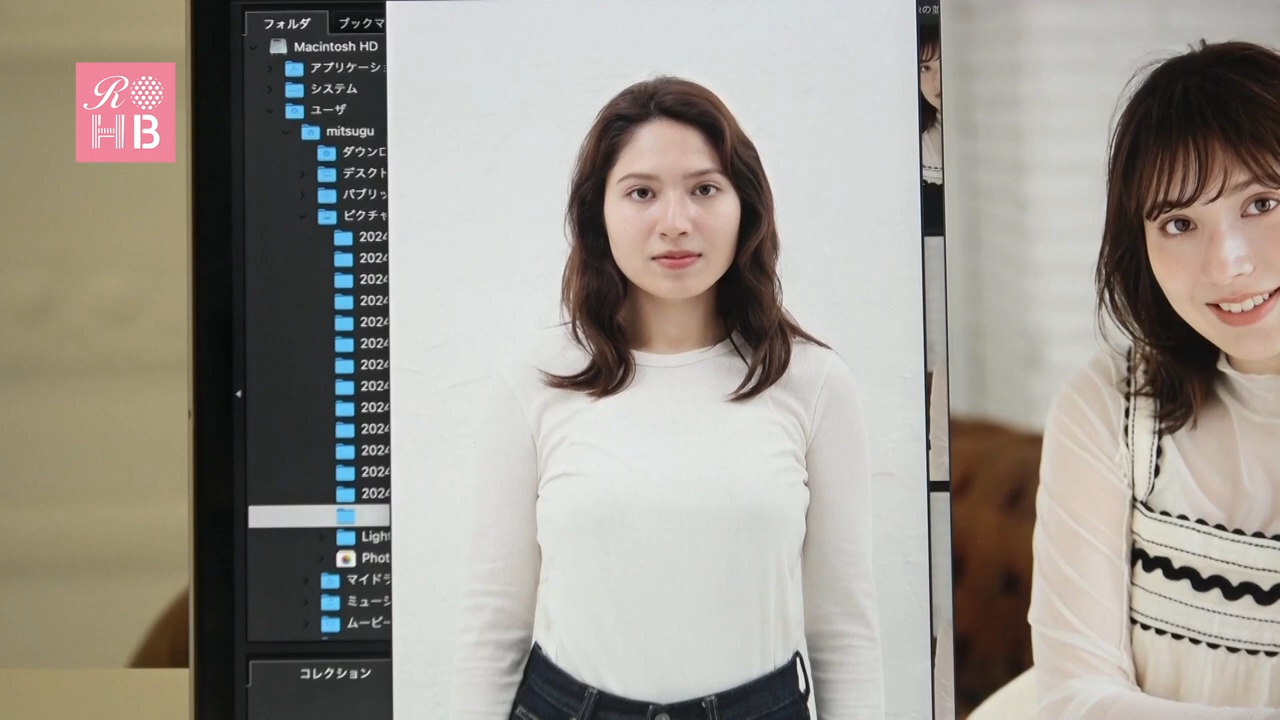 R
HB
フォルダ ブックマ
Macintosh HD
アプリケーシ
システム
ユーザ
mitsugu
ダウンロ
デスクト
パブリッ
ピクチャ
2024
2024
2024
2024
2024
2024
2024
2024
2024
2024
2024
2024
2024
Light
Phot
マイドラ
ミュージ
ムービー
コレクション